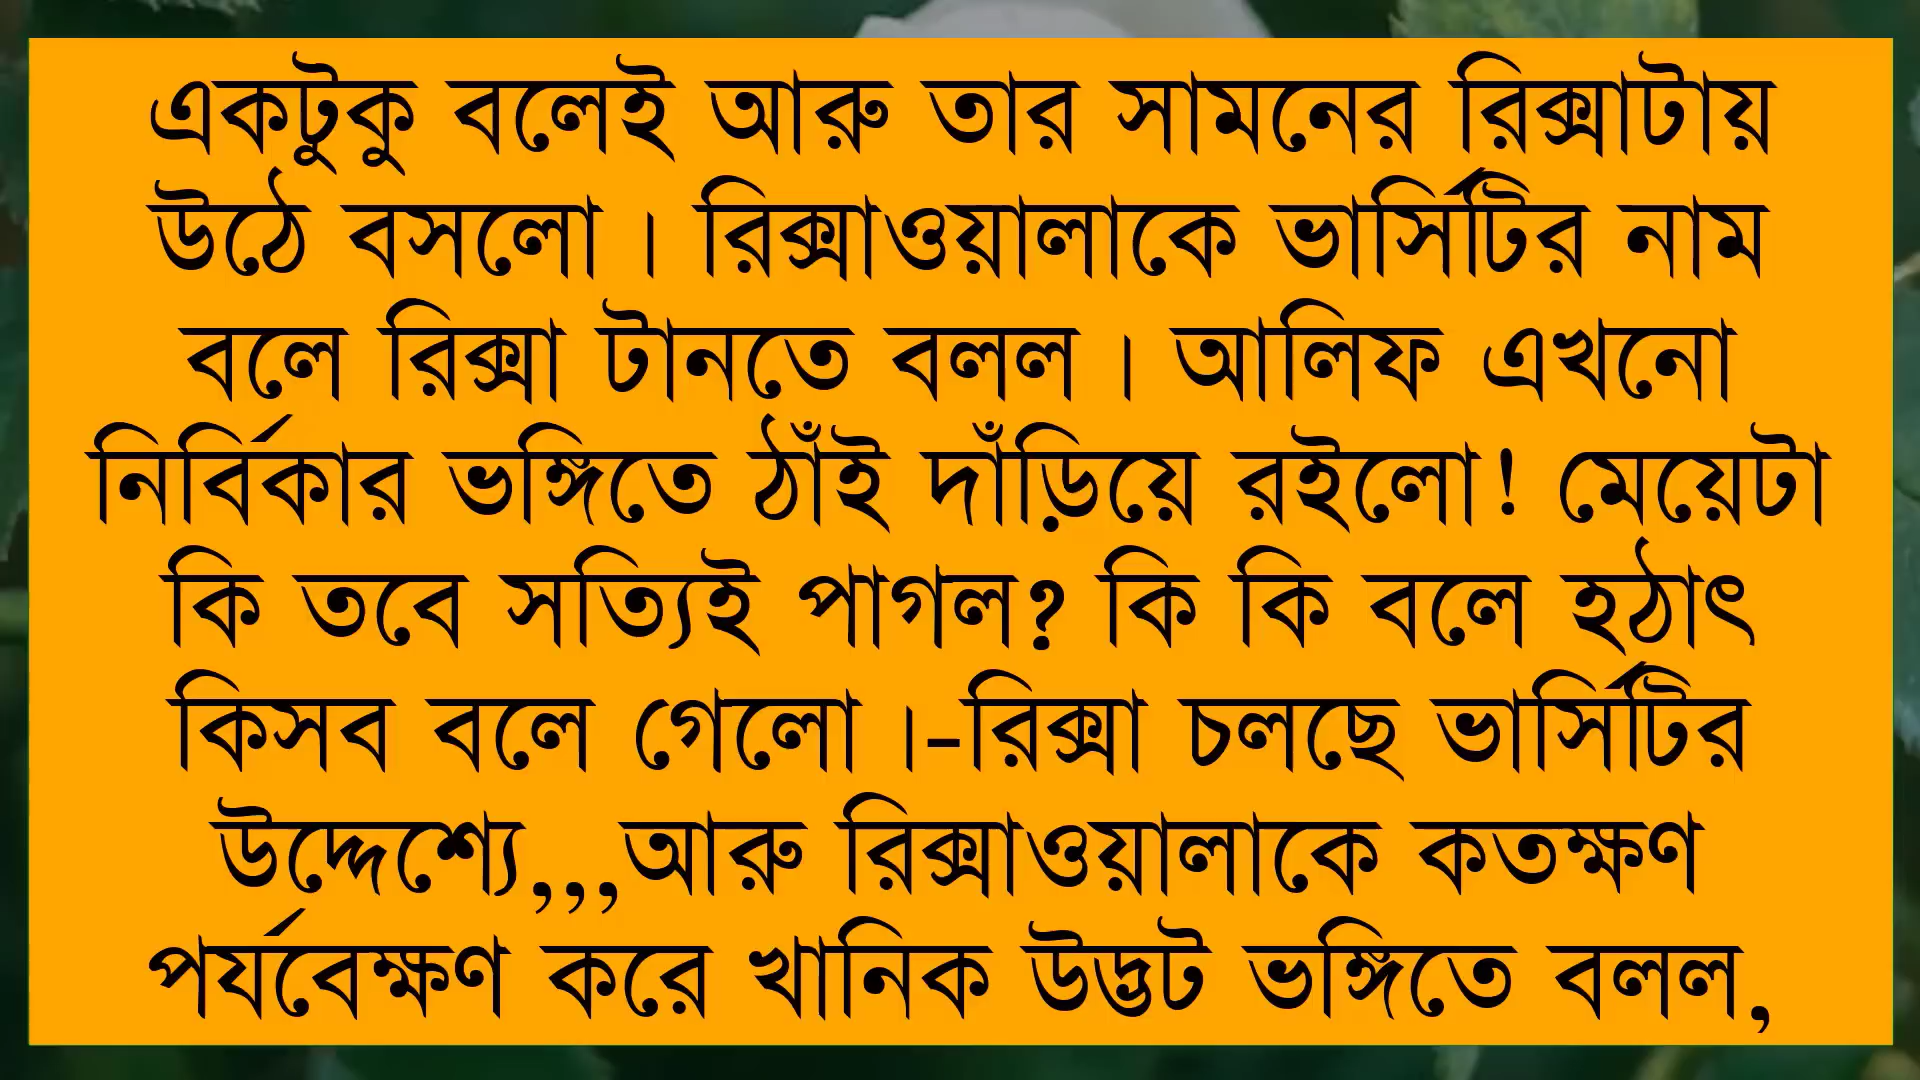 একটুকু বলেই আরু তার সামনের রিক্সাটায়
উঠে বসলো। রিক্সাওয়ালাকে ভার্সিটির নাম
বলে রিক্সা টানতে বলল। আলিফ এখনো
নির্বিকার ভঙ্গিতে ঠাঁই দাঁড়িয়ে রইলো! মেয়েটা
কি তবে সত্যিই পাগল? কি কি বলে হঠাৎ
কিসব বলে গেলো।-রিক্সা চলছে ভার্সিটির
উদ্দেশ্যে,,,আরু রিক্সাওয়ালাকে কতক্ষণ
পর্যবেক্ষণ করে খানিক উদ্ভট ভঙ্গিতে বলল,